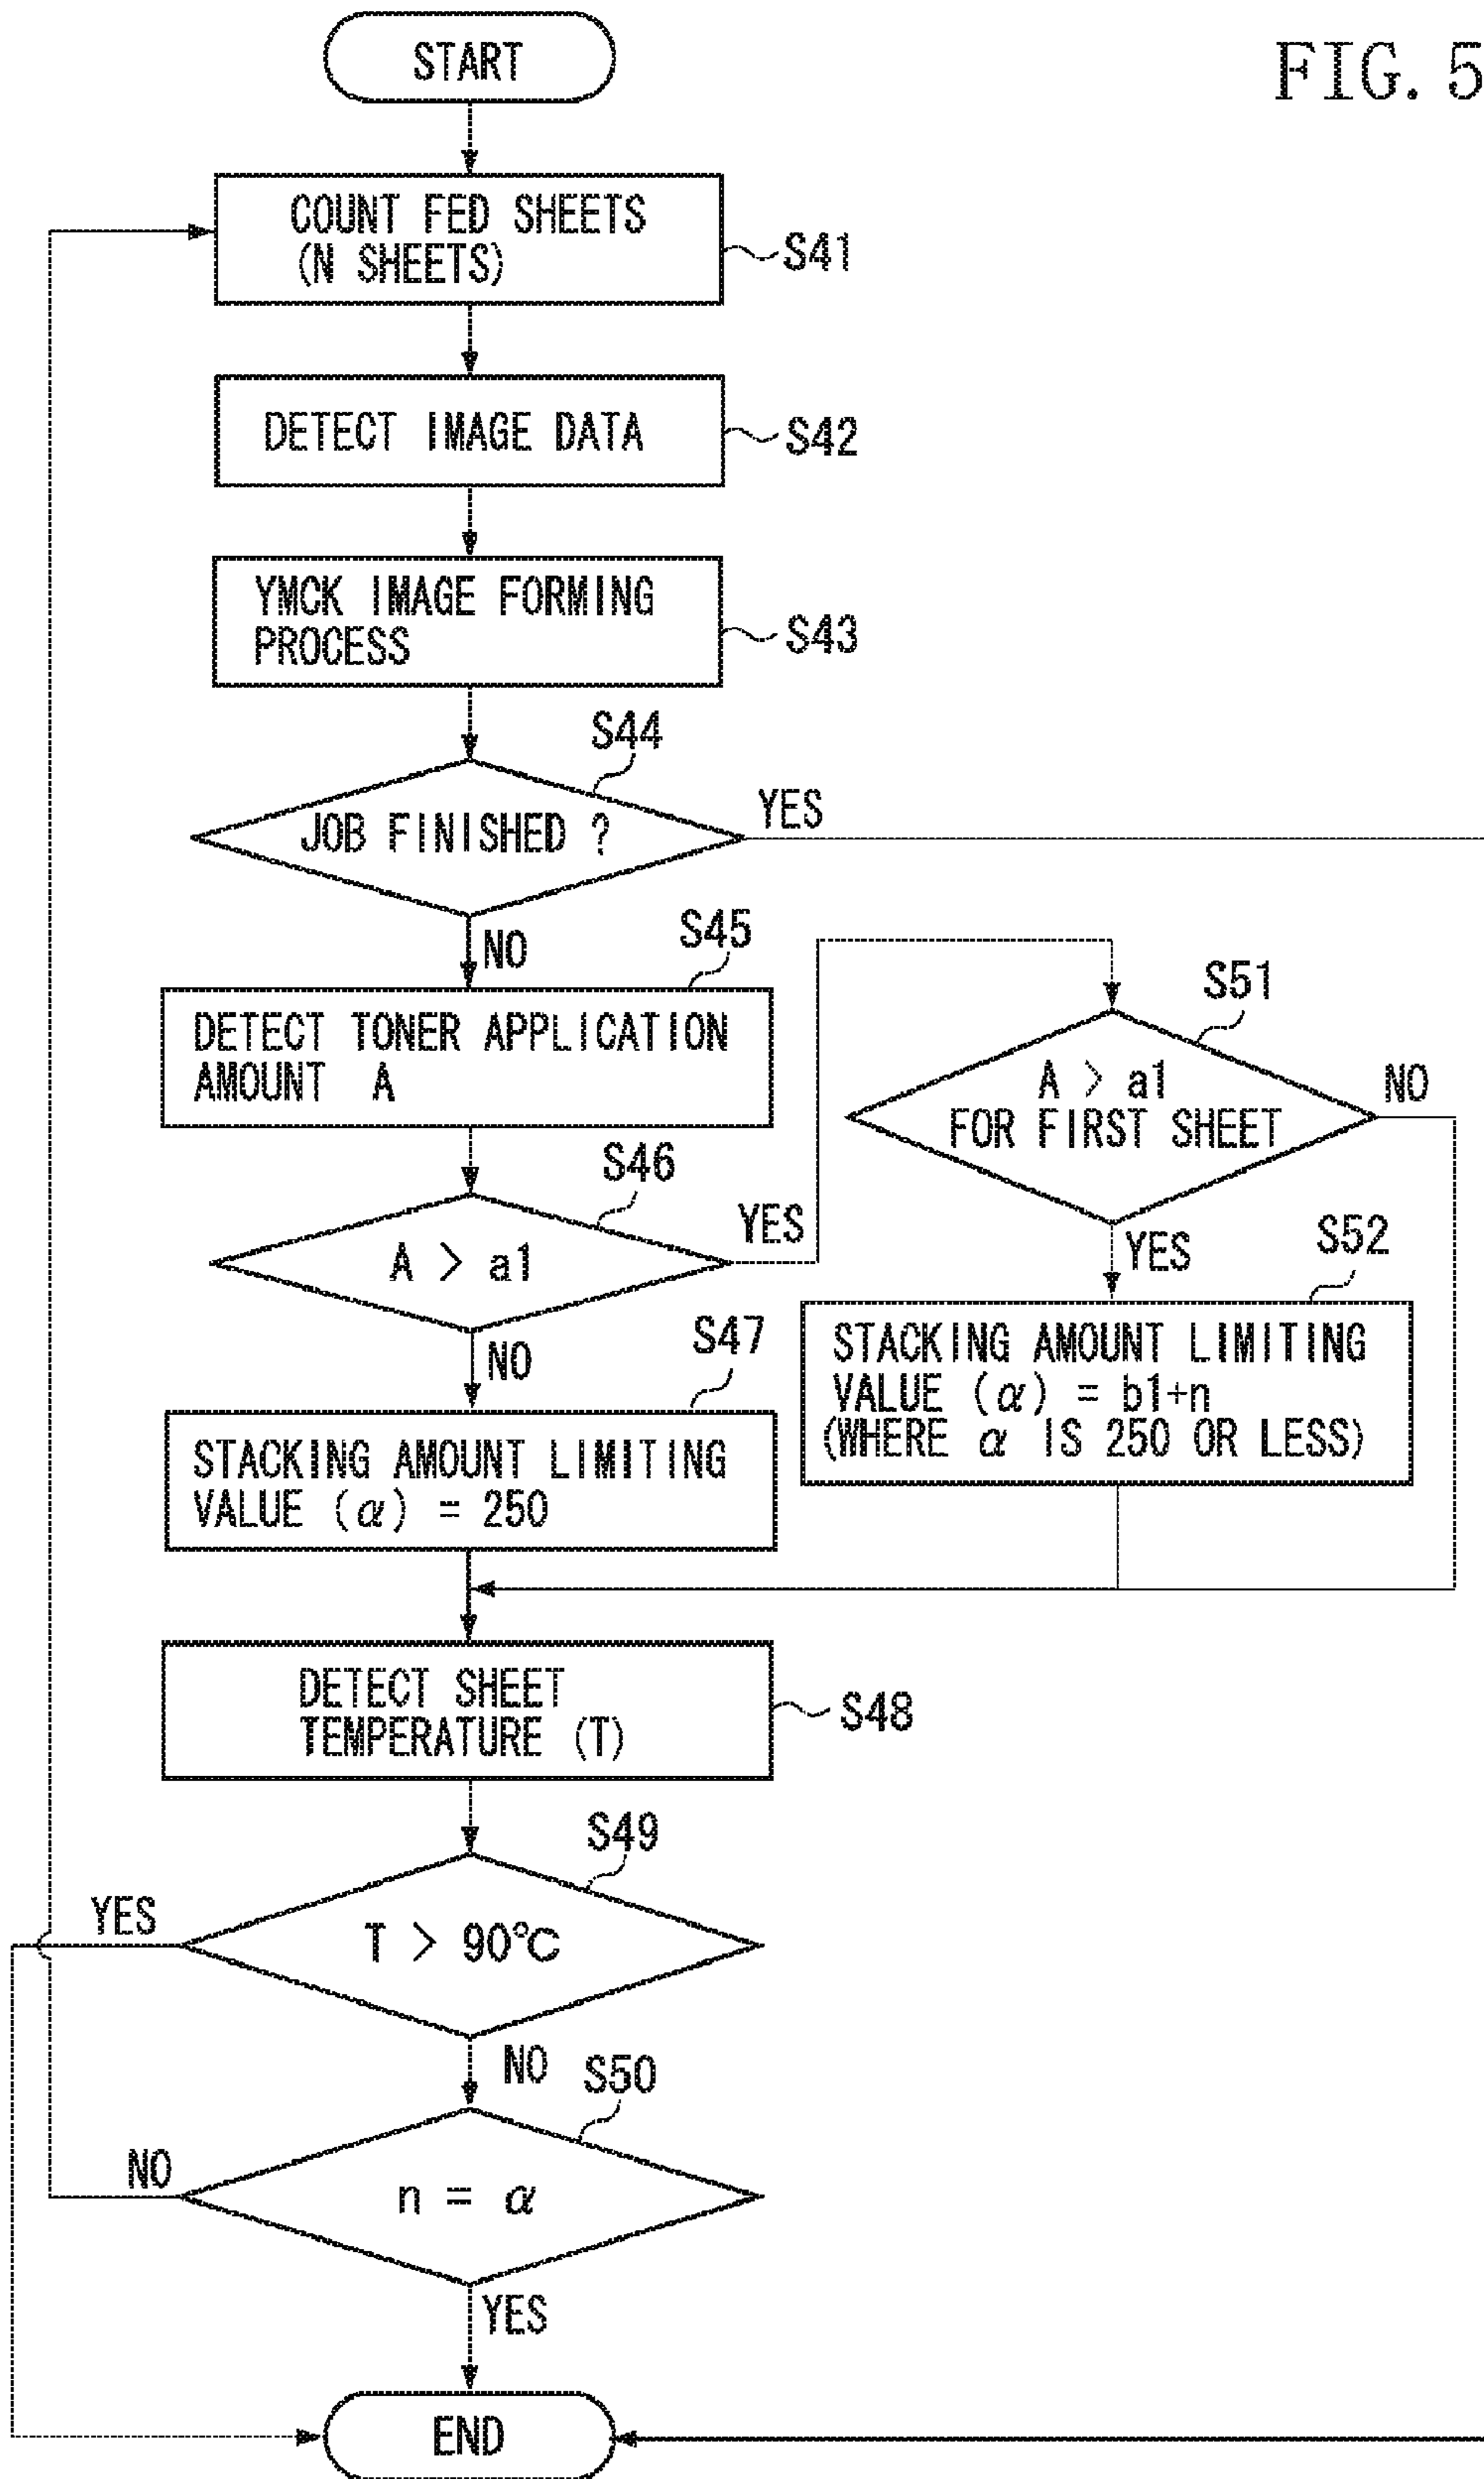 FIG. 5
START
COUNT FED SHEETS
(N SHEETS)
S41
DETECT IMAGE DATA
S42
YMCK IMAGE FORMING
PROCESS
S43
S44
JOB FINISHED ?
YES
NO
S45
DETECT TONER APPLICATION
AMOUNT A
S46
A > a1
YES
NO
S51
A > a1
FOR FIRST SHEET
NO
YES
S52
STACKING AMOUNT LIMITING
VALUE (α) = b1+n
(WHERE α IS 250 OR LESS)
S47
STACKING AMOUNT LIMITING
VALUE (α) = 250
DETECT SHEET
TEMPERATURE (T)
S48
S49
YES
T > 90°C
NO
S50
NO
n = α
YES
END